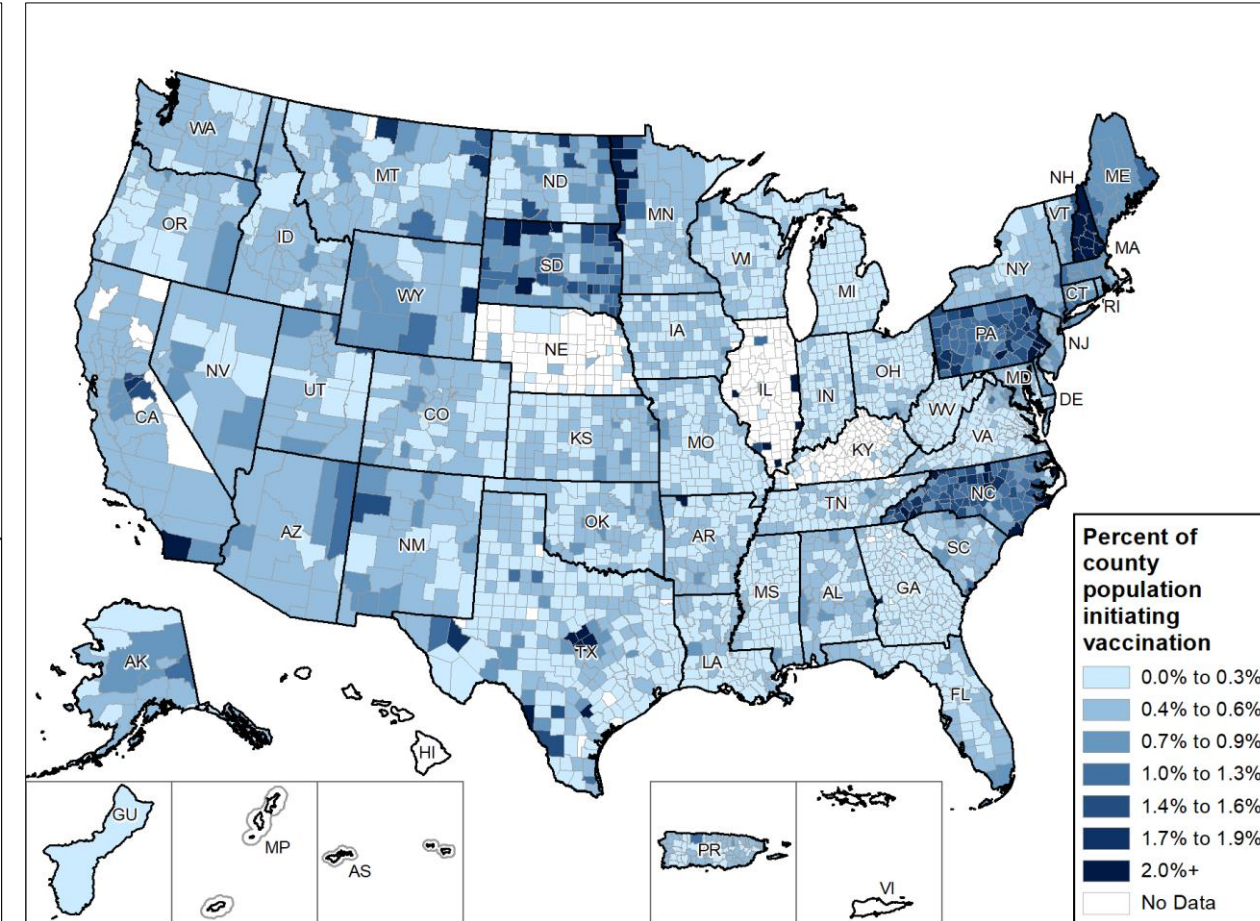 WA
MT
ND
MN
OR
ID
SD
WI
WY
MI
NY
VT
NH
ME
MA
CT
RI
NE
IA
PA
NJ
NV
UT
CO
IL
IN
OH
MD
DE
WV
VA
CA
KS
MO
KY
AZ
NM
OK
AR
TN
NC
SC
MS
AL
GA
TX
LA
FL
AK
HI
GU
MP
AS
PR
VI
Percent of
county
population
initiating
vaccination
0.0% to 0.3%
0.4% to 0.6%
0.7% to 0.9%
1.0% to 1.3%
1.4% to 1.6%
1.7% to 1.9%
2.0%+
No Data